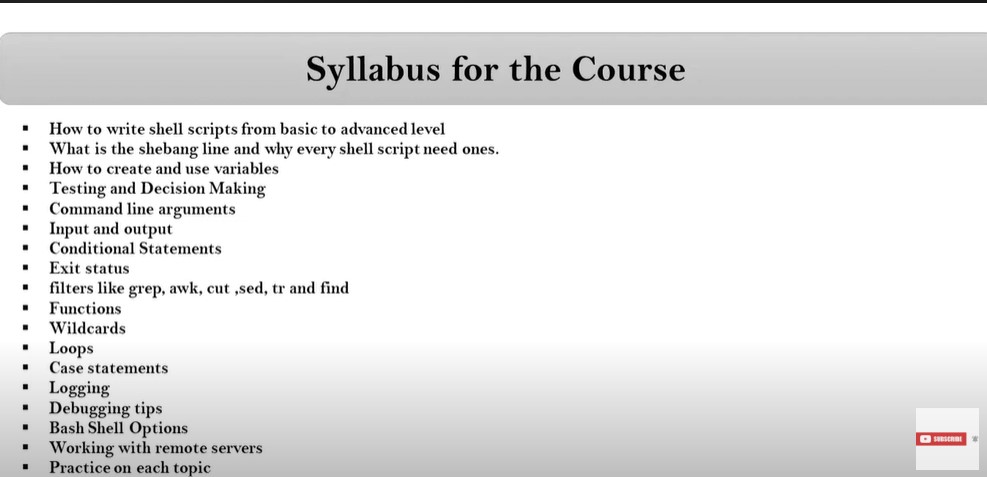 Syllabus for the Course
▪ How to write shell scripts from basic to advanced level
▪ What is the shebang line and why every shell script need ones.
▪ How to create and use variables
▪ Testing and Decision Making
▪ Command line arguments
▪ Input and output
▪ Conditional Statements
▪ Exit status
▪ filters like grep, awk, cut ,sed, tr and find
▪ Functions
▪ Wildcards
▪ Loops
▪ Case statements
▪ Logging
▪ Debugging tips
▪ Bash Shell Options
▪ Working with remote servers
▪ Practice on each topic
SUBSCRIBE